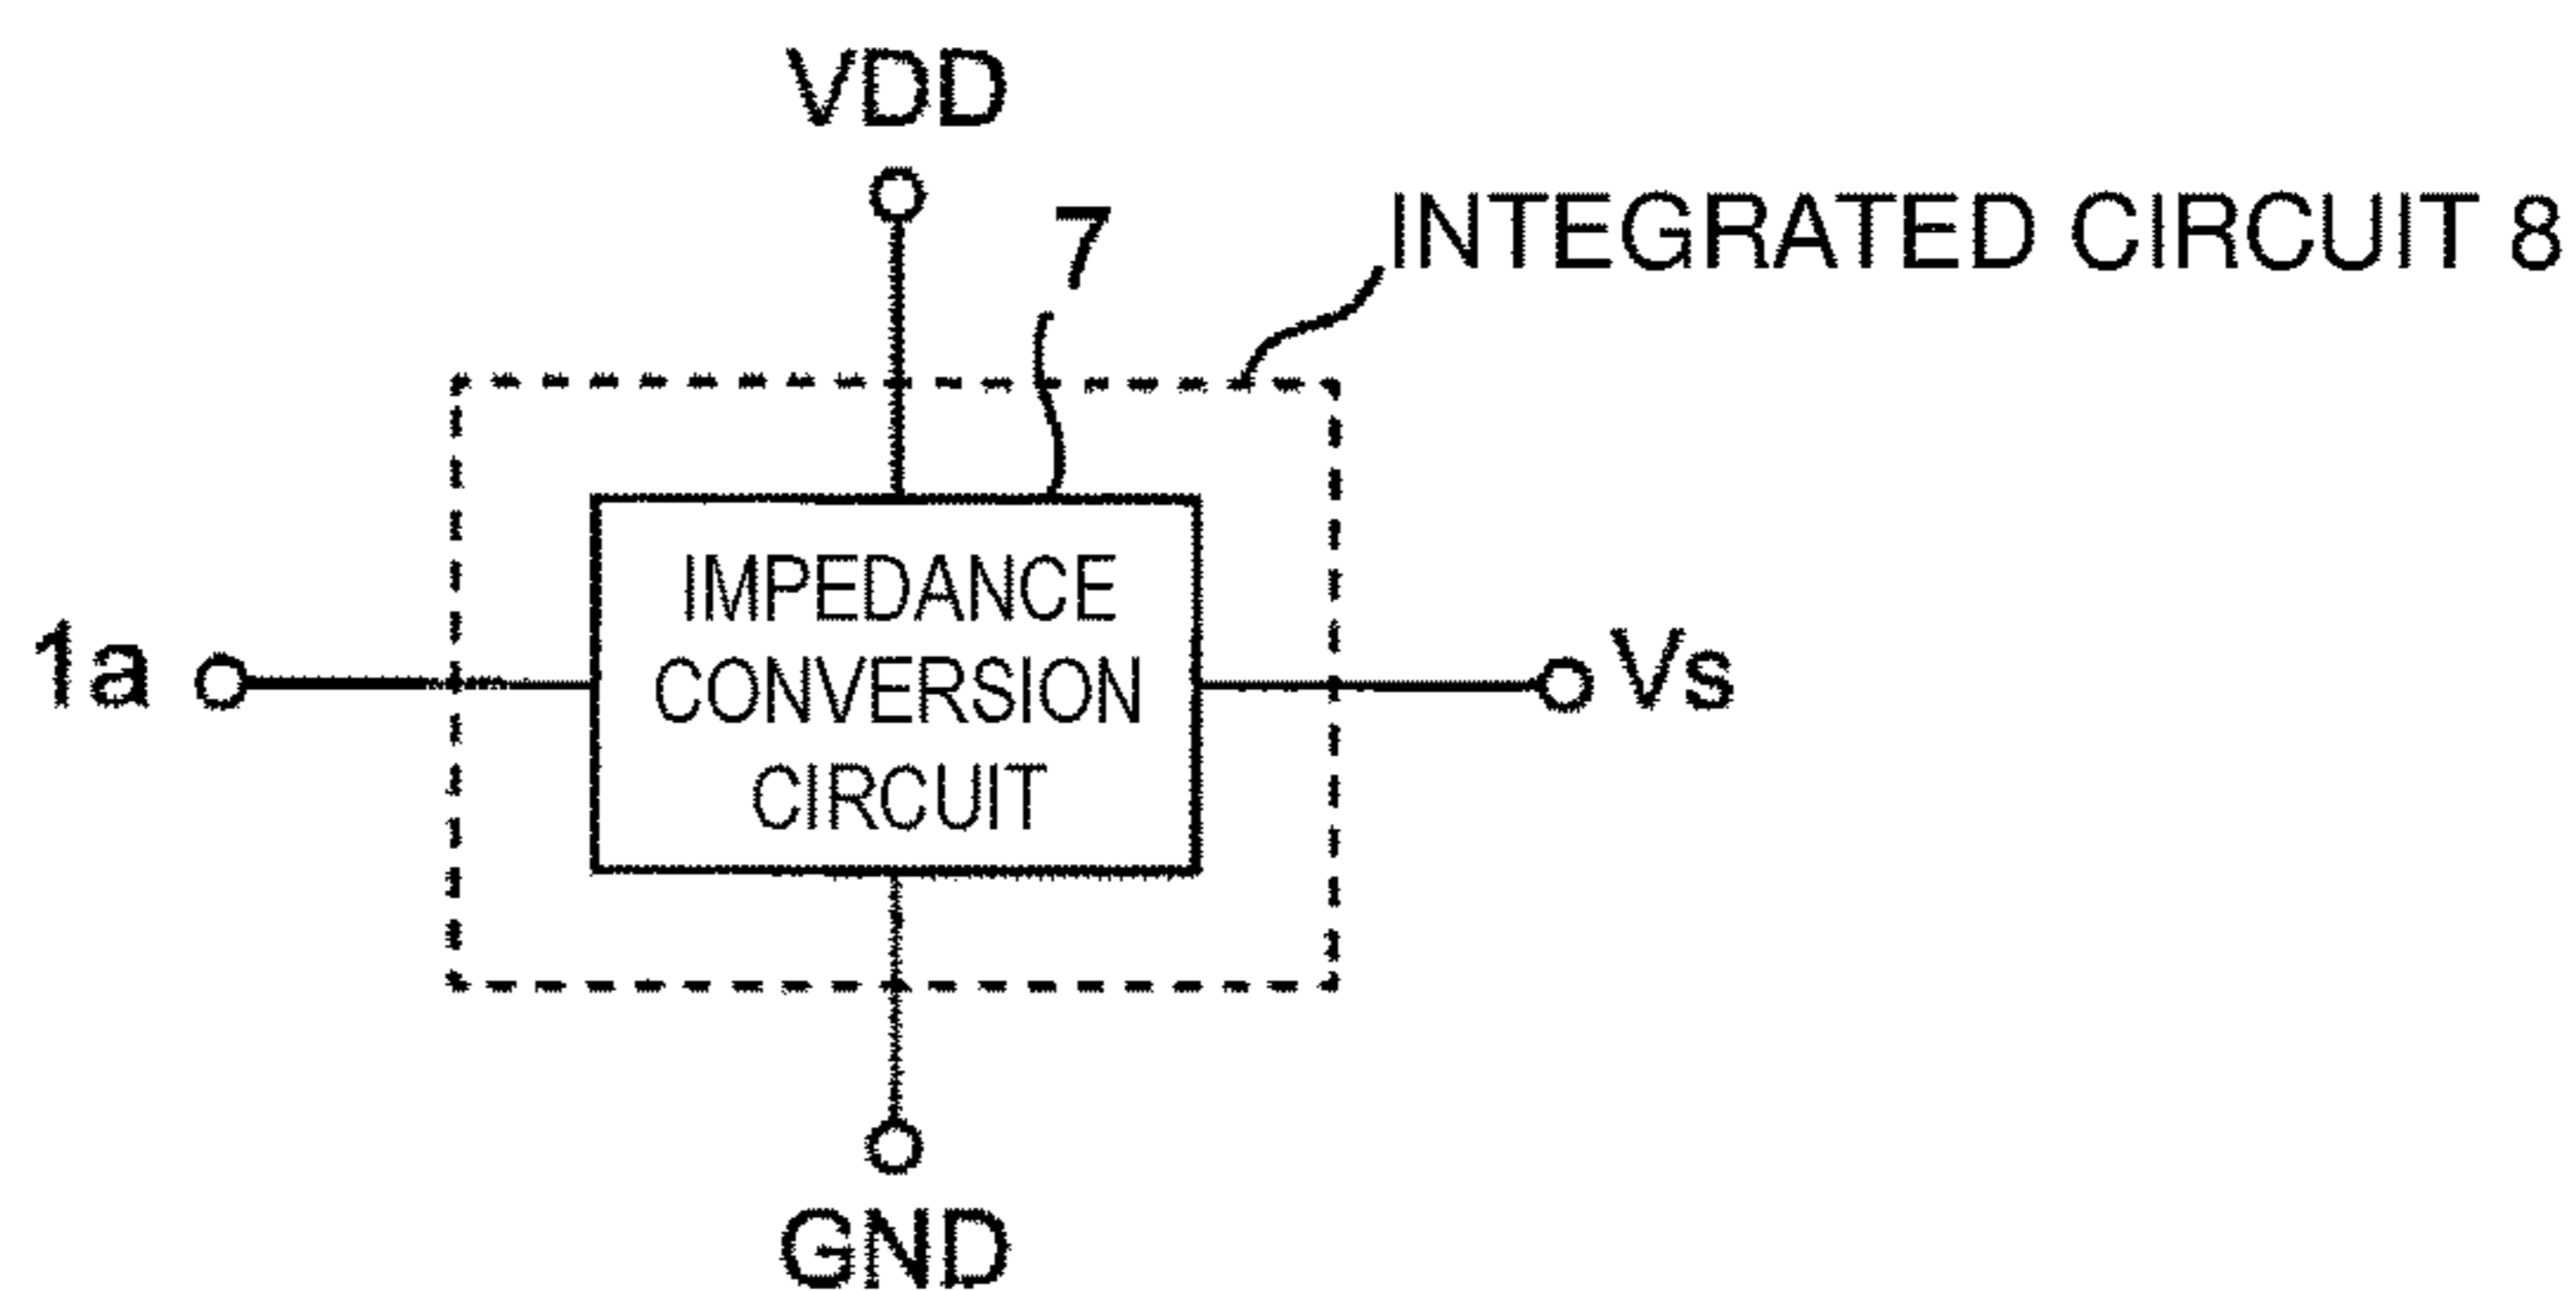 VDD
7
INTEGRATED CIRCUIT 8
IMPEDANCE
CONVERSION
CIRCUIT
1a
Vs
GND